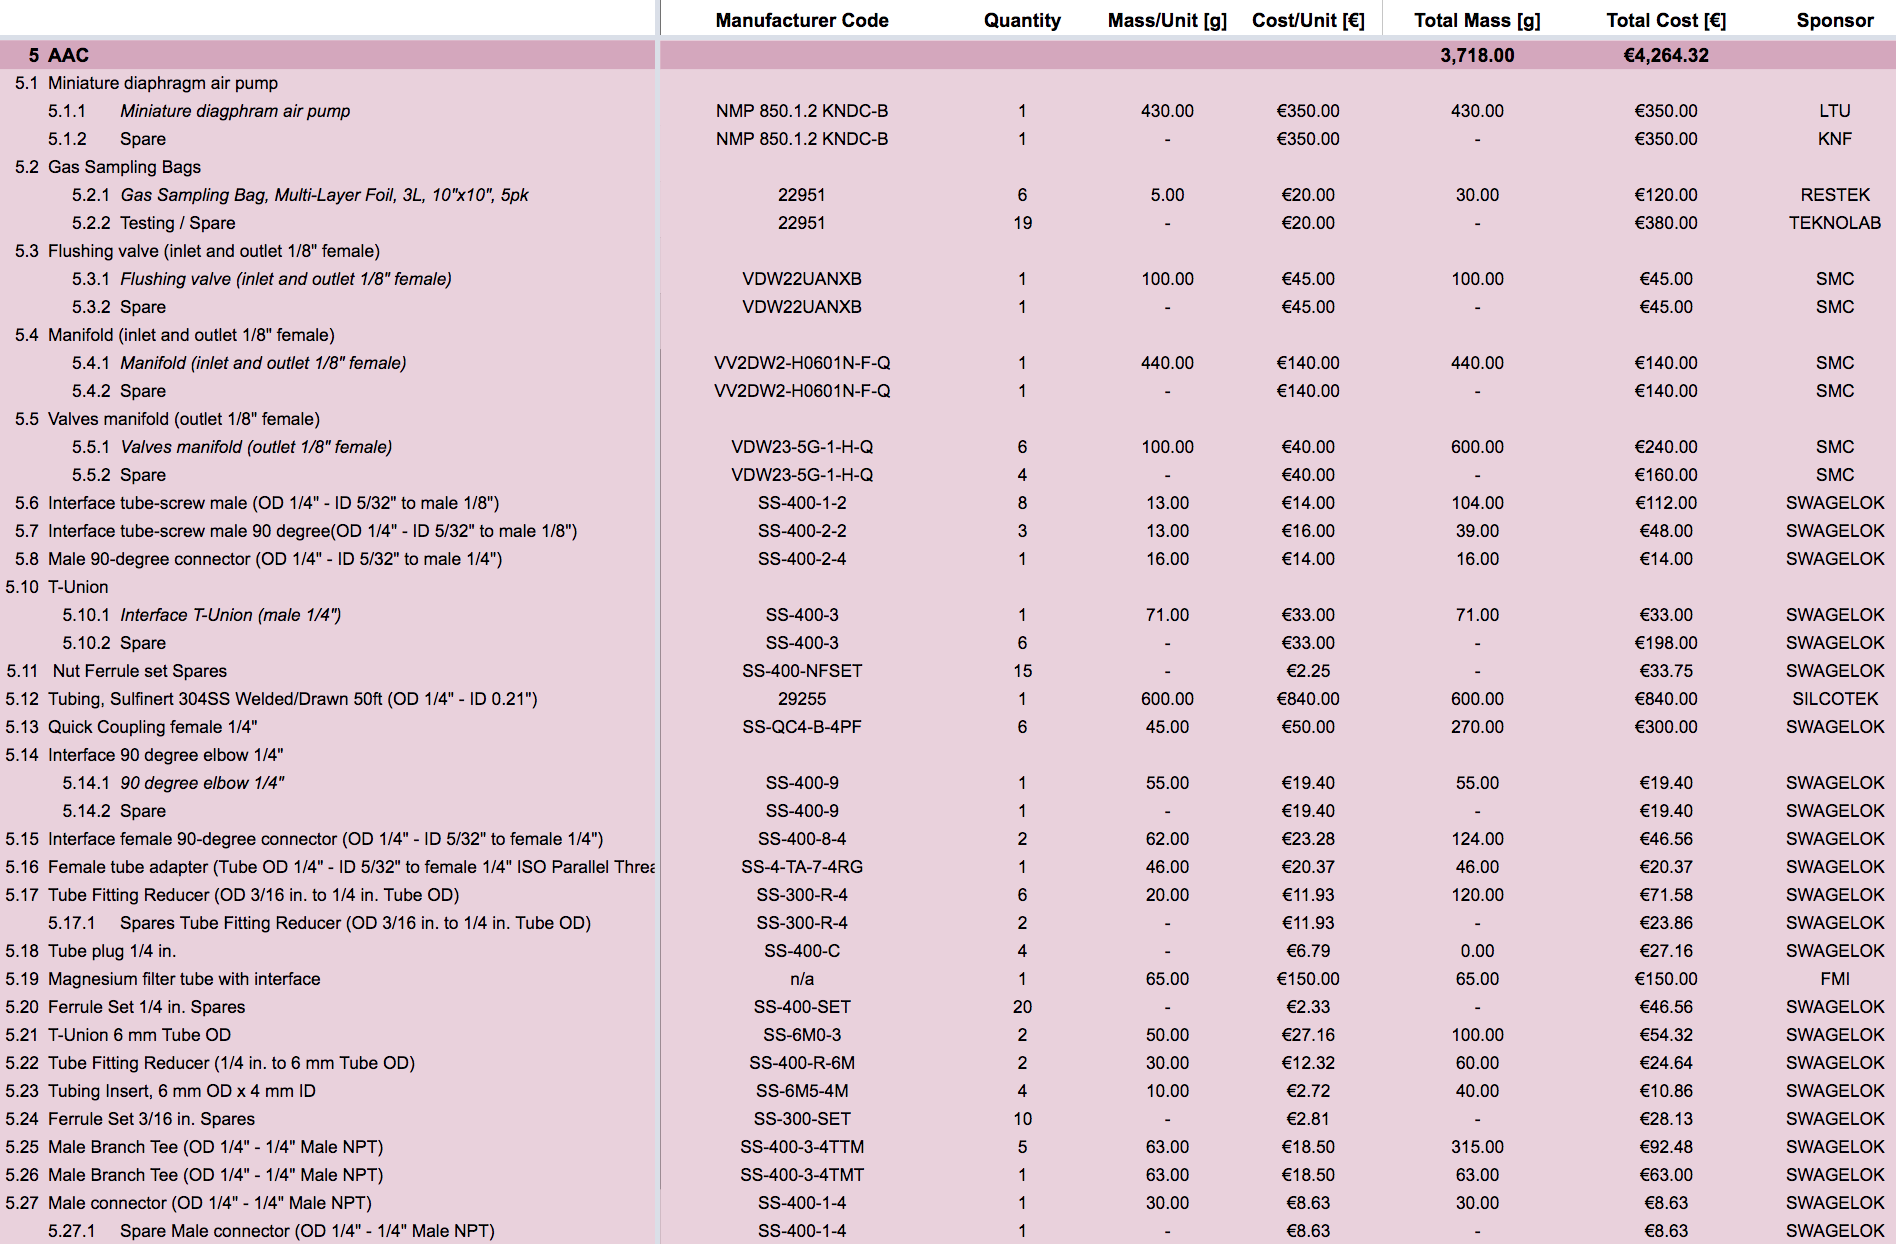 Manufacturer Code Quantity Mass/Unit [g] Cost/Unit [€] Total Mass [g] Total Cost [€] Sponsor
5 AAC 3,718.00 €4,264.32
5.1 Miniature diaphragm air pump
5.1.1 Miniature diagphram air pump NMP 850.1.2 KNDC-B 1 430.00 €350.00 430.00 €350.00 LTU
5.1.2 Spare NMP 850.1.2 KNDC-B 1 - €350.00 - €350.00 KNF
5.2 Gas Sampling Bags
5.2.1 Gas Sampling Bag, Multi-Layer Foil, 3L, 10"x10", 5pk 22951 6 5.00 €20.00 30.00 €120.00 RESTEK
5.2.2 Testing / Spare 22951 19 - €20.00 - €380.00 TEKNOLAB
5.3 Flushing valve (inlet and outlet 1/8" female)
5.3.1 Flushing valve (inlet and outlet 1/8" female) VDW22UANXB 1 100.00 €45.00 100.00 €45.00 SMC
5.3.2 Spare VDW22UANXB 1 - €45.00 - €45.00 SMC
5.4 Manifold (inlet and outlet 1/8" female)
5.4.1 Manifold (inlet and outlet 1/8" female) VV2DW2-H0601N-F-Q 1 440.00 €140.00 440.00 €140.00 SMC
5.4.2 Spare VV2DW2-H0601N-F-Q 1 - €140.00 - €140.00 SMC
5.5 Valves manifold (outlet 1/8" female)
5.5.1 Valves manifold (outlet 1/8" female) VDW23-5G-1-H-Q 6 100.00 €40.00 600.00 €240.00 SMC
5.5.2 Spare VDW23-5G-1-H-Q 4 - €40.00 - €160.00 SMC
5.6 Interface tube-screw male (OD 1/4" - ID 5/32" to male 1/8") SS-400-1-2 8 13.00 €14.00 104.00 €112.00 SWAGELOK
5.7 Interface tube-screw male 90 degree(OD 1/4" - ID 5/32" to male 1/8") SS-400-2-2 3 13.00 €16.00 39.00 €48.00 SWAGELOK
5.8 Male 90-degree connector (OD 1/4" - ID 5/32" to male 1/4") SS-400-2-4 1 16.00 €14.00 16.00 €14.00 SWAGELOK
5.10 T-Union
5.10.1 Interface T-Union (male 1/4") SS-400-3 1 71.00 €33.00 71.00 €33.00 SWAGELOK
5.10.2 Spare SS-400-3 6 - €33.00 - €198.00 SWAGELOK
5.11 Nut Ferrule set Spares SS-400-NFSET 15 - €2.25 - €33.75 SWAGELOK
5.12 Tubing, Sulfinert 304SS Welded/Drawn 50ft (OD 1/4" - ID 0.21") 29255 1 600.00 €840.00 600.00 €840.00 SILCOTEK
5.13 Quick Coupling female 1/4" SS-QC4-B-4PF 6 45.00 €50.00 270.00 €300.00 SWAGELOK
5.14 Interface 90 degree elbow 1/4"
5.14.1 90 degree elbow 1/4" SS-400-9 1 55.00 €19.40 55.00 €19.40 SWAGELOK
5.14.2 Spare SS-400-9 1 - €19.40 - €19.40 SWAGELOK
5.15 Interface female 90-degree connector (OD 1/4" - ID 5/32" to female 1/4") SS-400-8-4 2 62.00 €23.28 124.00 €46.56 SWAGELOK
5.16 Female tube adapter (Tube OD 1/4" - ID 5/32" to female 1/4" ISO Parallel Threa SS-4-TA-7-4RG 1 46.00 €20.37 46.00 €20.37 SWAGELOK
5.17 Tube Fitting Reducer (OD 3/16 in. to 1/4 in. Tube OD) SS-300-R-4 6 20.00 €11.93 120.00 €71.58 SWAGELOK
5.17.1 Spares Tube Fitting Reducer (OD 3/16 in. to 1/4 in. Tube OD) SS-300-R-4 2 - €11.93 - €23.86 SWAGELOK
5.18 Tube plug 1/4 in. SS-400-C 4 - €6.79 0.00 €27.16 SWAGELOK
5.19 Magnesium filter tube with interface n/a 1 65.00 €150.00 65.00 €150.00 FMI
5.20 Ferrule Set 1/4 in. Spares SS-400-SET 20 - €2.33 - €46.56 SWAGELOK
5.21 T-Union 6 mm Tube OD SS-6M0-3 2 50.00 €27.16 100.00 €54.32 SWAGELOK
5.22 Tube Fitting Reducer (1/4 in. to 6 mm Tube OD) SS-400-R-6M 2 30.00 €12.32 60.00 €24.64 SWAGELOK
5.23 Tubing Insert, 6 mm OD x 4 mm ID SS-6M5-4M 4 10.00 €2.72 40.00 €10.86 SWAGELOK
5.24 Ferrule Set 3/16 in. Spares SS-300-SET 10 - €2.81 - €28.13 SWAGELOK
5.25 Male Branch Tee (OD 1/4" - 1/4" Male NPT) SS-400-3-4TTM 5 63.00 €18.50 315.00 €92.48 SWAGELOK
5.26 Male Branch Tee (OD 1/4" - 1/4" Male NPT) SS-400-3-4TMT 1 63.00 €18.50 63.00 €63.00 SWAGELOK
5.27 Male connector (OD 1/4" - 1/4" Male NPT) SS-400-1-4 1 30.00 €8.63 30.00 €8.63 SWAGELOK
5.27.1 Spare Male connector (OD 1/4" - 1/4" Male NPT) SS-400-1-4 1 - €8.63 - €8.63 SWAGELOK